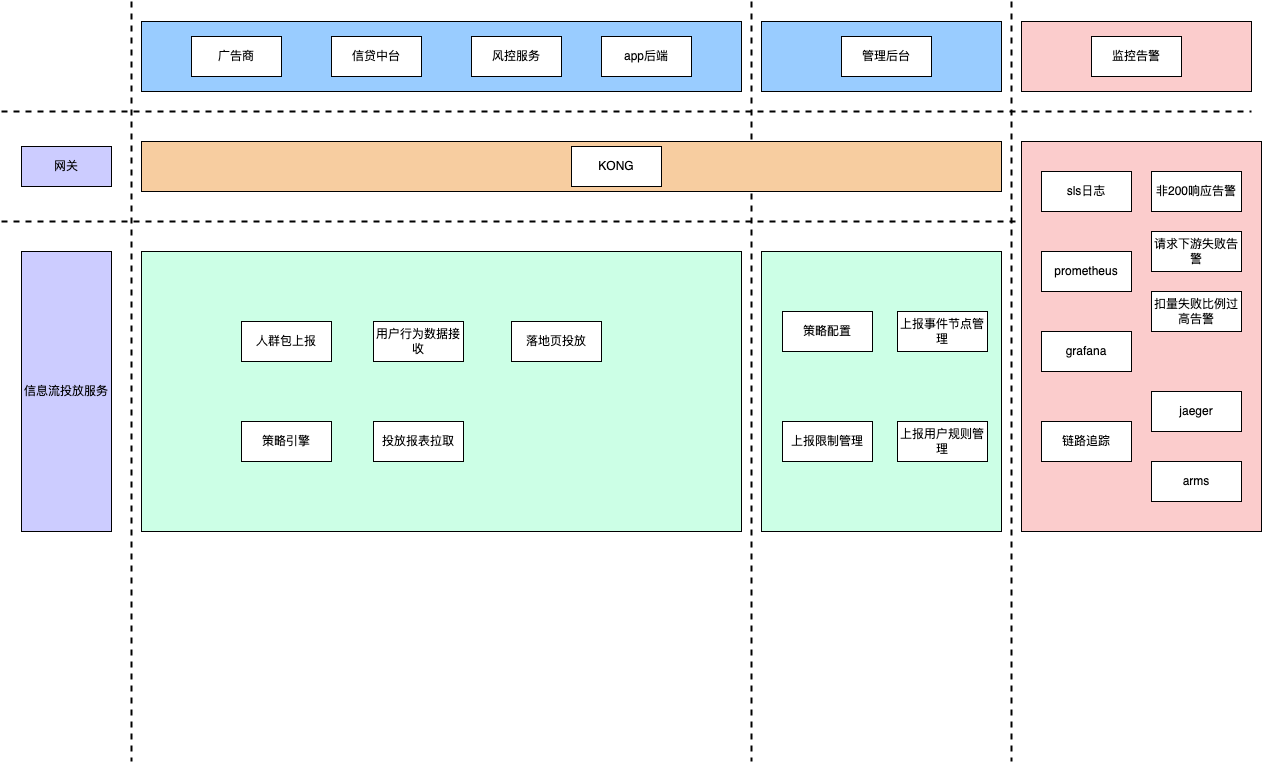 广告商
信贷中台
风控服务
app后端
管理后台
监控告警
网关
KONG
信息流投放服务
人群包上报
用户行为数据接
收
落地页投放
策略引擎
投放报表拉取
策略配置
上报事件节点管
理
上报限制管理
上报用户规则管
理
sls日志
非200响应告警
prometheus
请求下游失败告
警
扣量失败比例过
高告警
grafana
链路追踪
jaeger
arms